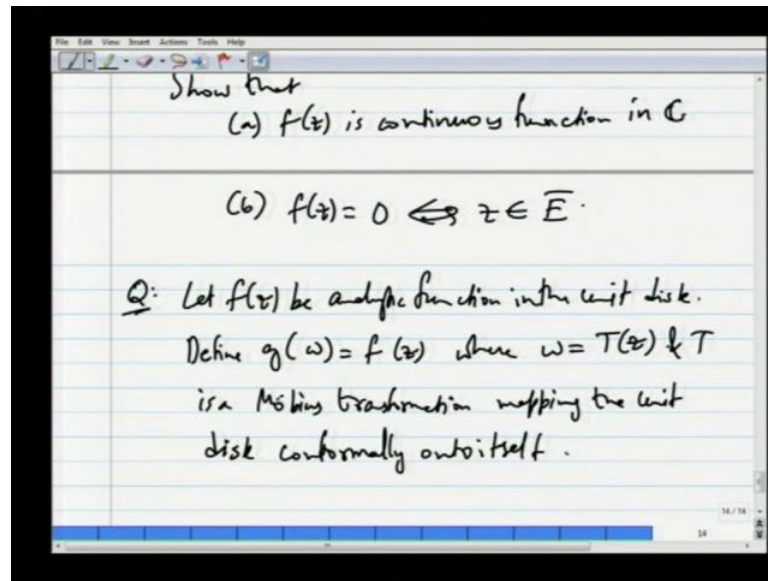 File Edit View Insert Actions Tools Help
Show that
(a) f(z) is continuous function in ℂ
(b) f(z) = 0 ⇔ z ∈ E̅ .
Q: Let f(z) be analytic function in the unit disk.
Define g(ω) = f(z) where ω = T(z) & T
is a Möbius transformation mapping the unit
disk conformally onto itself .
14 / 14
14